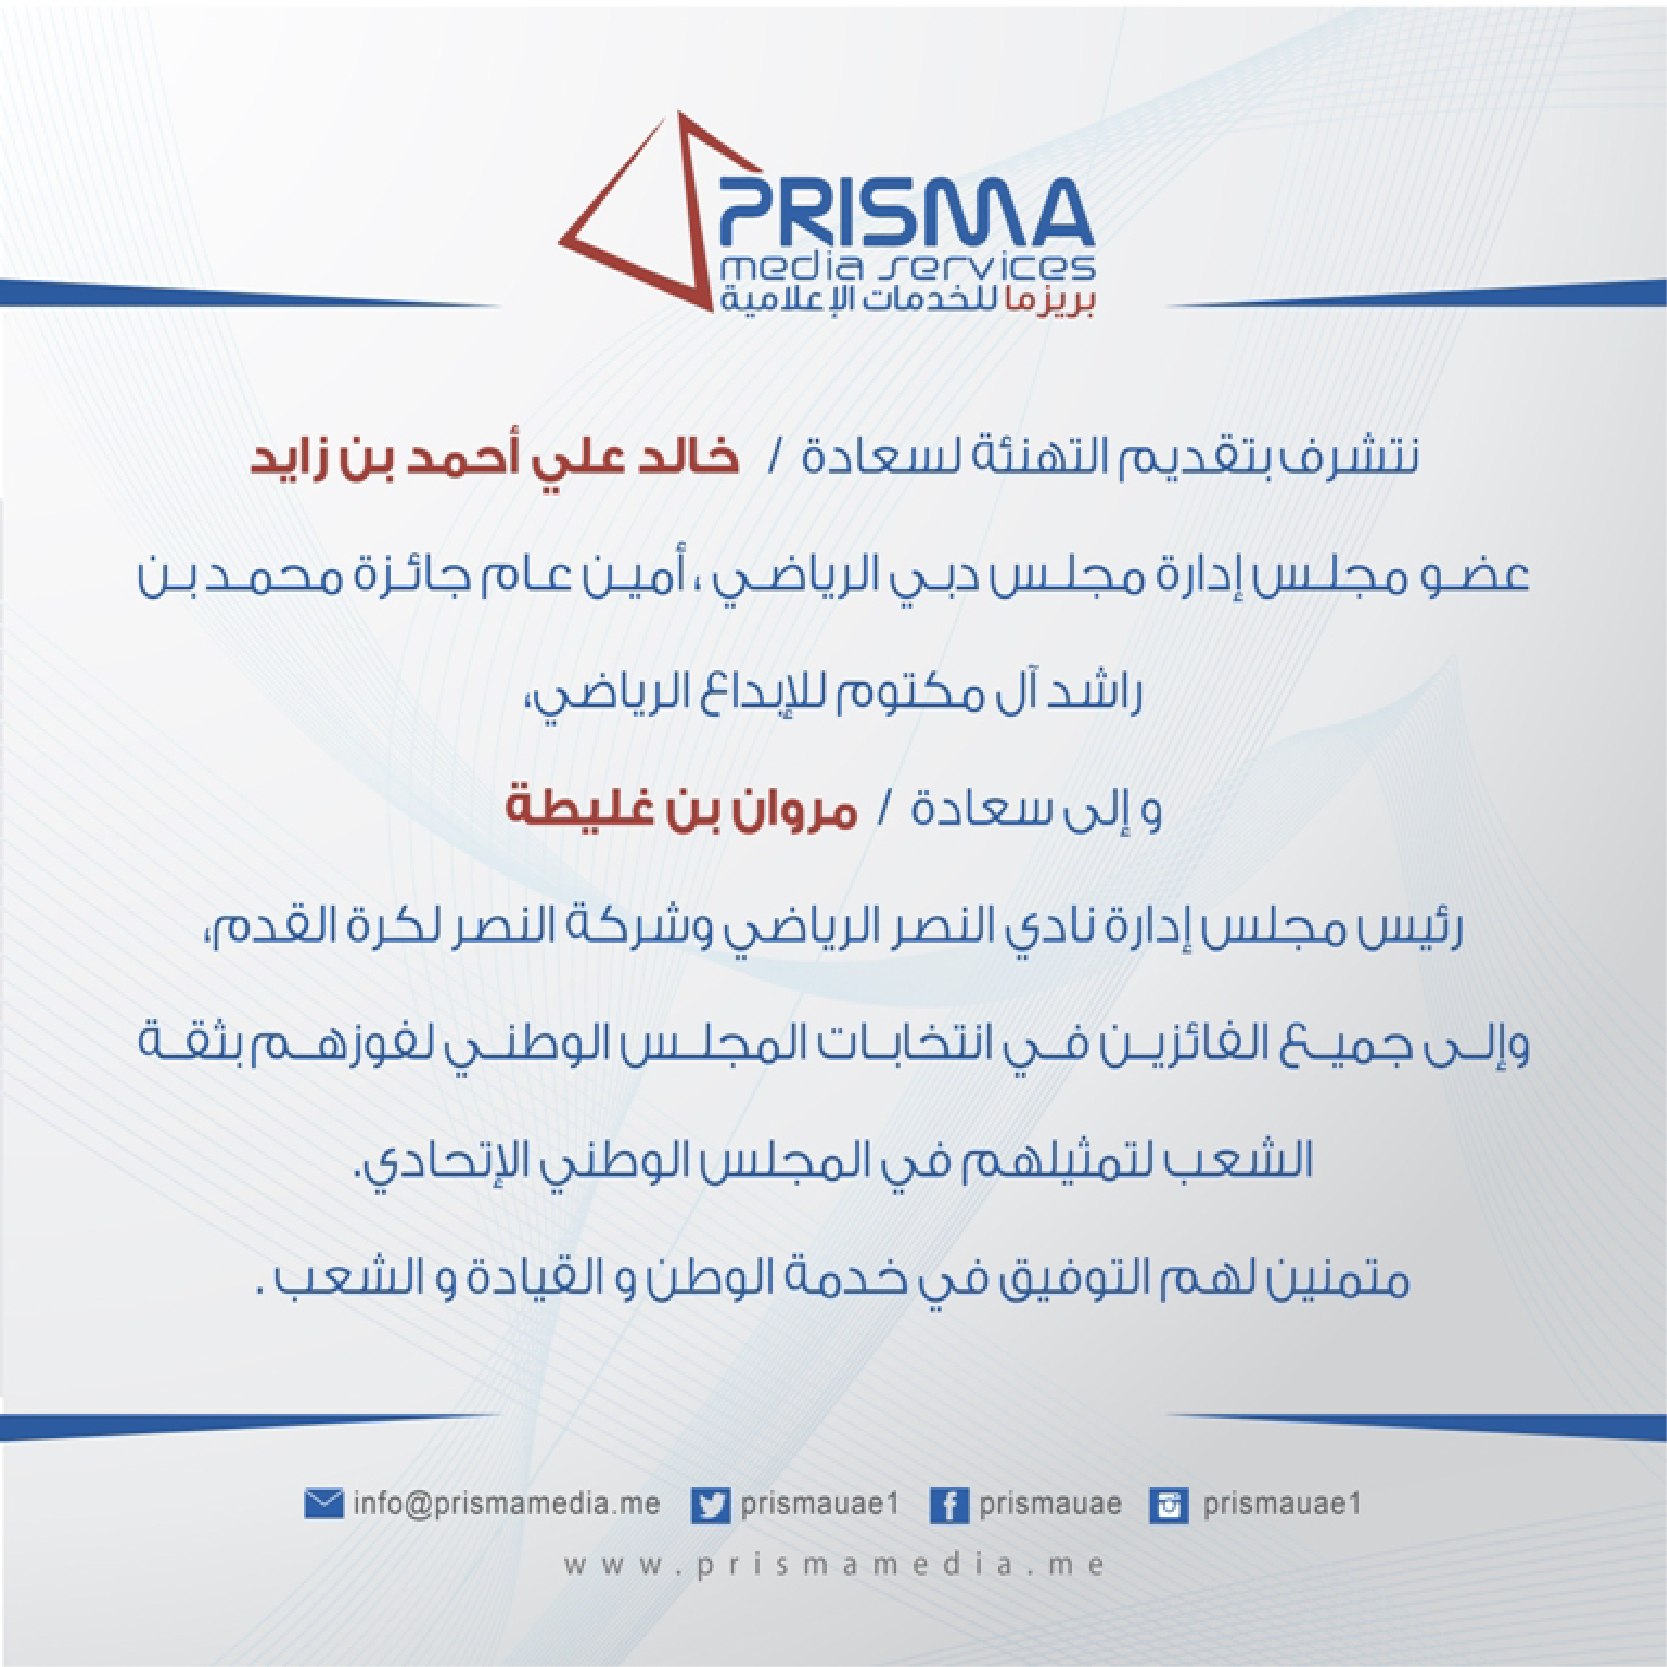 PRISMA
media services
بريزما للخدمات الإعلامية
نتشرف بتقديم التهنئة لسعادة / خالد علي أحمد بن زايد
عضو مجلس إدارة مجلس دبي الرياضي ، أمين عام جائزة محمد بن
راشد آل مكتوم للإبداع الرياضي،
و إلى سعادة / مروان بن غليطة
رئيس مجلس إدارة نادي النصر الرياضي وشركة النصر لكرة القدم،
وإلى جميع الفائزين في انتخابات المجلس الوطني لفوزهم بثقة
الشعب لتمثيلهم في المجلس الوطني الإتحادي.
متمنين لهم التوفيق في خدمة الوطن و القيادة و الشعب .
info@prismamedia.me prismauae1 prismauae prismauae1
www.prismamedia.me